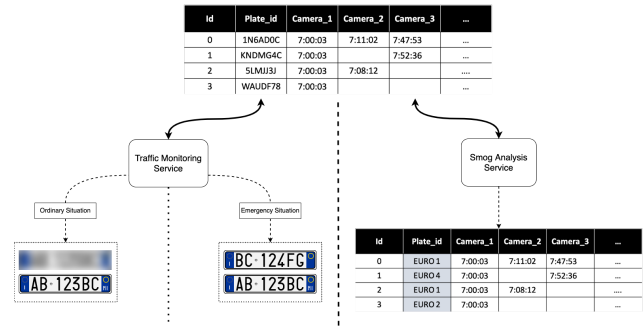 Id Plate_id Camera_1 Camera_2 Camera_3 ...
0 1N6AD0C 7:00:03 7:11:02 7:47:53 ...
1 KNDMG4C 7:00:03 7:52:36 ...
2 5LMJJ3J 7:00:03 7:08:12 ....
3 WAUDF78 7:00:03 ...
Traffic Monitoring
Service
Smog Analysis
Service
Ordinary Situation
Emergency Situation
I BC 124FG
I AB 123BC MI
I AB 123BC MI
Id Plate_id Camera_1 Camera_2 Camera_3 ...
0 EURO 1 7:00:03 7:11:02 7:47:53 ...
1 EURO 4 7:00:03 7:52:36 ...
2 EURO 1 7:00:03 7:08:12 ....
3 EURO 2 7:00:03 ...